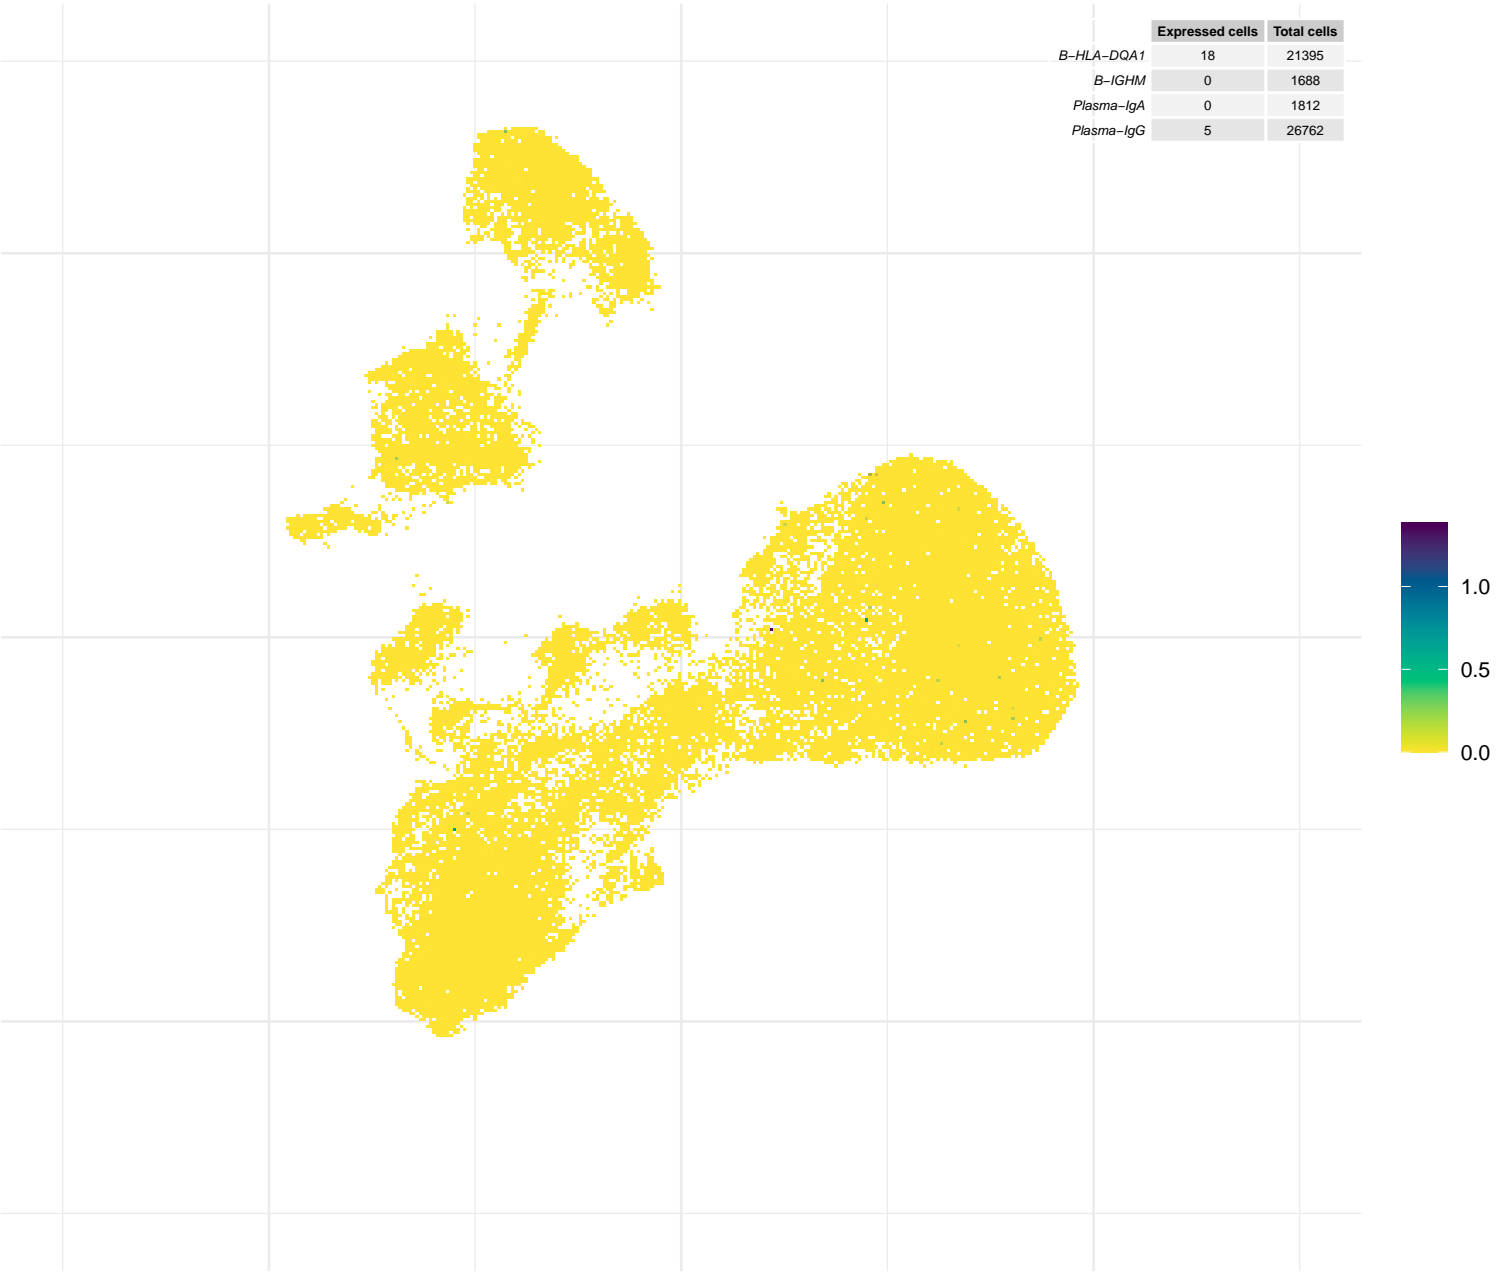 Expressed cells Total cells
B−HLA−DQA1 18 21395
B−IGHM 0 1688
Plasma−IgA 0 1812
Plasma−IgG 5 26762
1.0
0.5
0.0